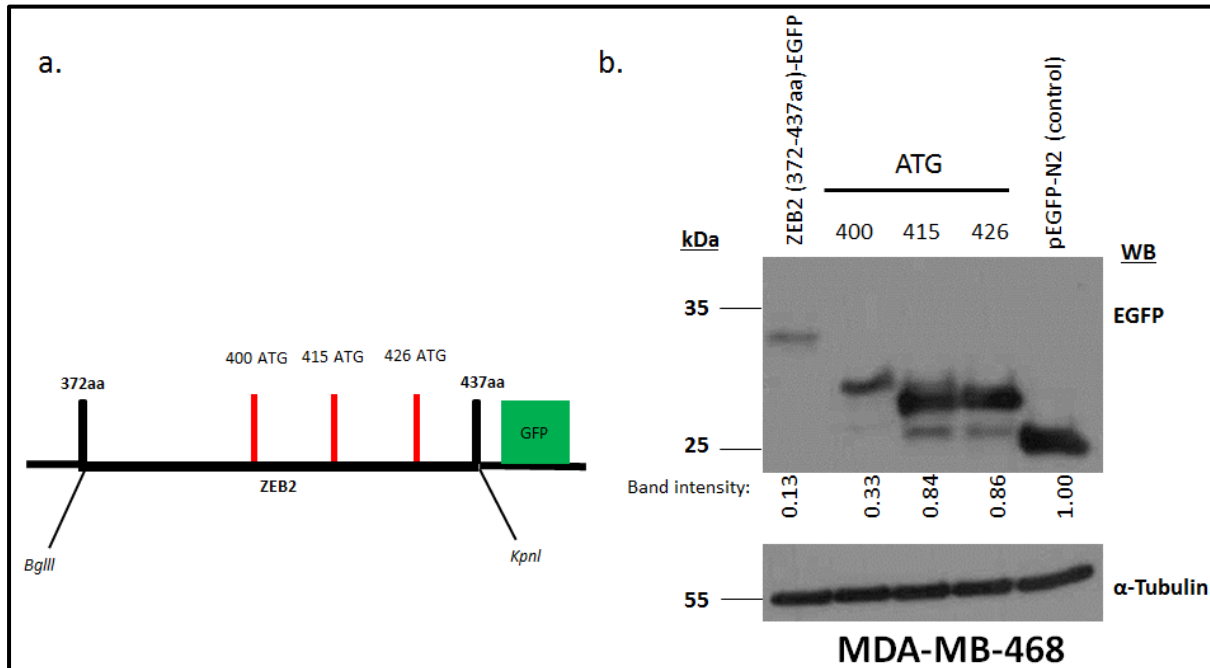 a.
400 ATG 415 ATG 426 ATG
372aa 437aa
GFP
ZEB2
BglII KpnI
b.
ZEB2 (372-437aa)-EGFP
ATG
pEGFP-N2 (control)
kDa 400 415 426 WB
35 EGFP
25
Band intensity: 0.13 0.33 0.84 0.86 1.00
55 α-Tubulin
MDA-MB-468